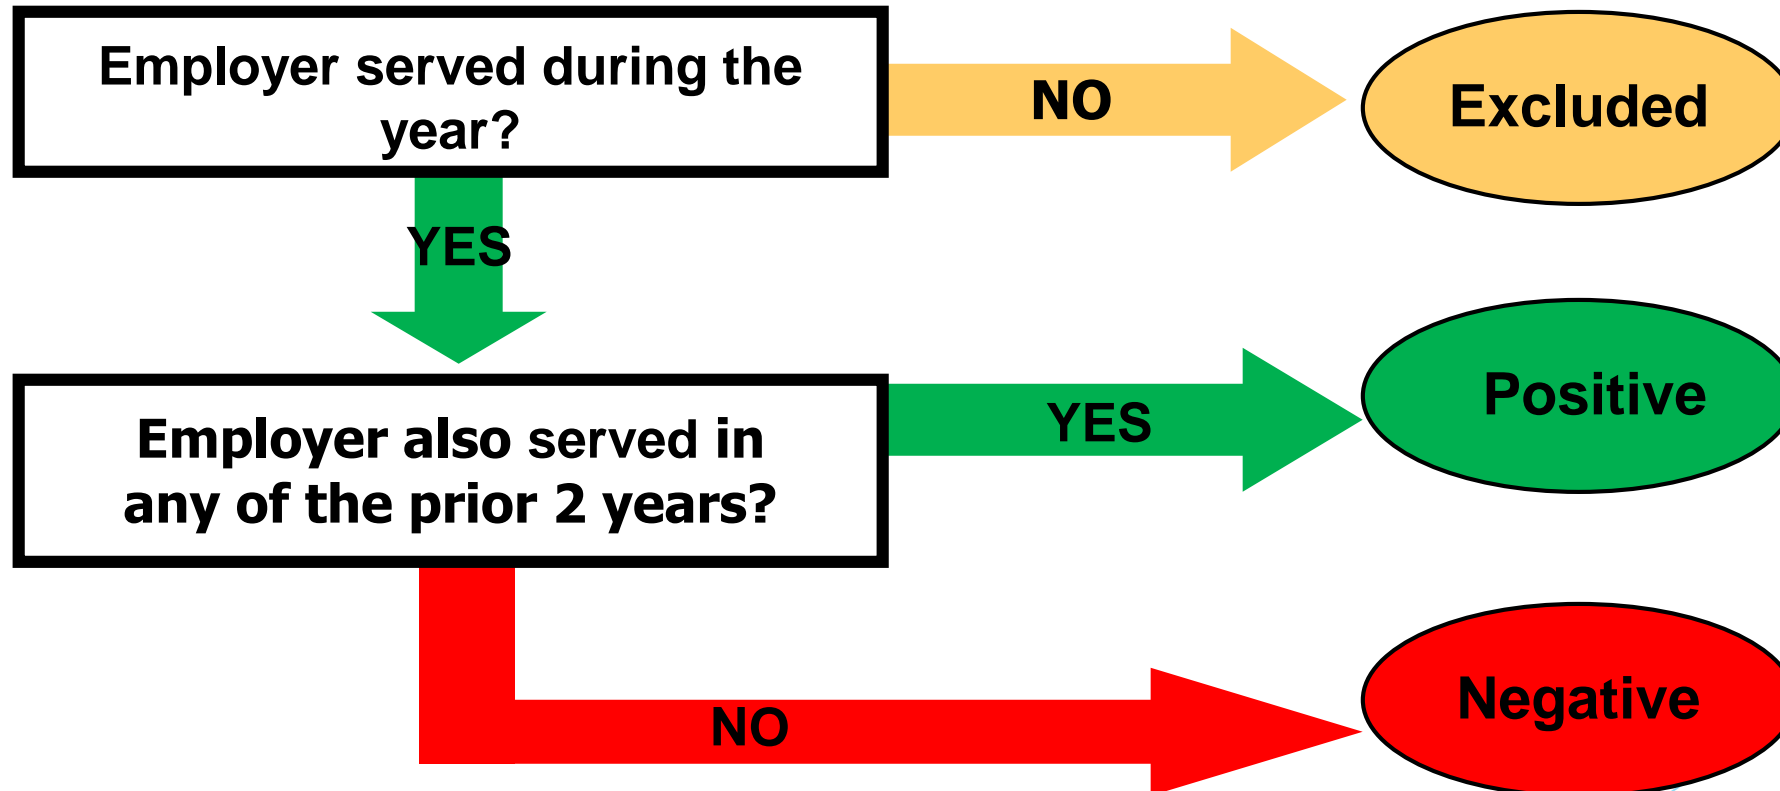 Employer served during the
year?
NO
Excluded
YES
Employer also served in
any of the prior 2 years?
YES
Positive
NO
Negative